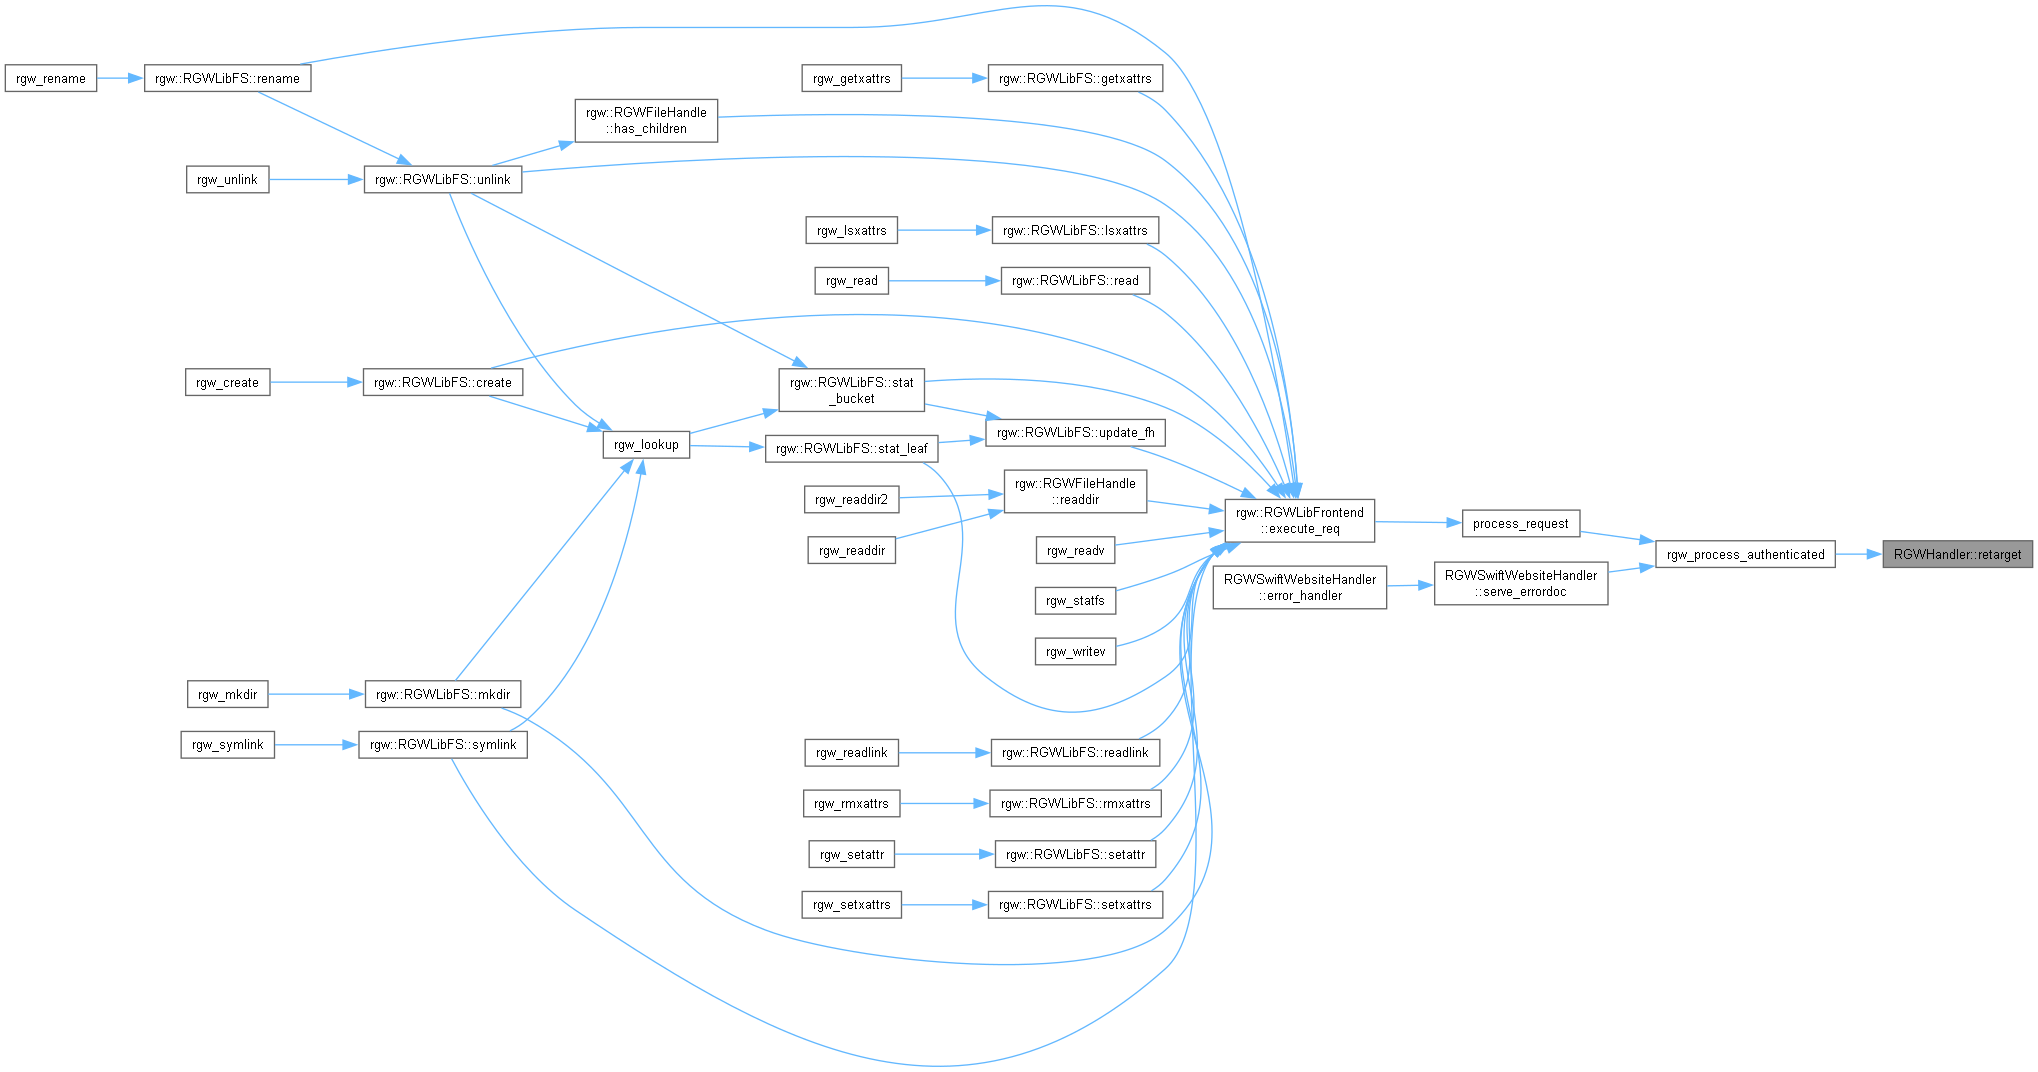 rgw_rename
rgw::RGWLibFS::rename
rgw_getxattrs
rgw::RGWLibFS::getxattrs
rgw::RGWFileHandle
::has_children
rgw_unlink
rgw::RGWLibFS::unlink
rgw_lsxattrs
rgw::RGWLibFS::lsxattrs
rgw_read
rgw::RGWLibFS::read
rgw_create
rgw::RGWLibFS::create
rgw::RGWLibFS::stat
_bucket
rgw_lookup
rgw::RGWLibFS::stat_leaf
rgw::RGWLibFS::update_fh
rgw_readdir2
rgw::RGWFileHandle
::readdir
rgw_readdir
rgw_readv
rgw::RGWLibFrontend
::execute_req
process_request
rgw_process_authenticated
RGWHandler::retarget
rgw_statfs
RGWSwiftWebsiteHandler
::error_handler
RGWSwiftWebsiteHandler
::serve_errordoc
rgw_writev
rgw_mkdir
rgw::RGWLibFS::mkdir
rgw_symlink
rgw::RGWLibFS::symlink
rgw_readlink
rgw::RGWLibFS::readlink
rgw_rmxattrs
rgw::RGWLibFS::rmxattrs
rgw_setattr
rgw::RGWLibFS::setattr
rgw_setxattrs
rgw::RGWLibFS::setxattrs